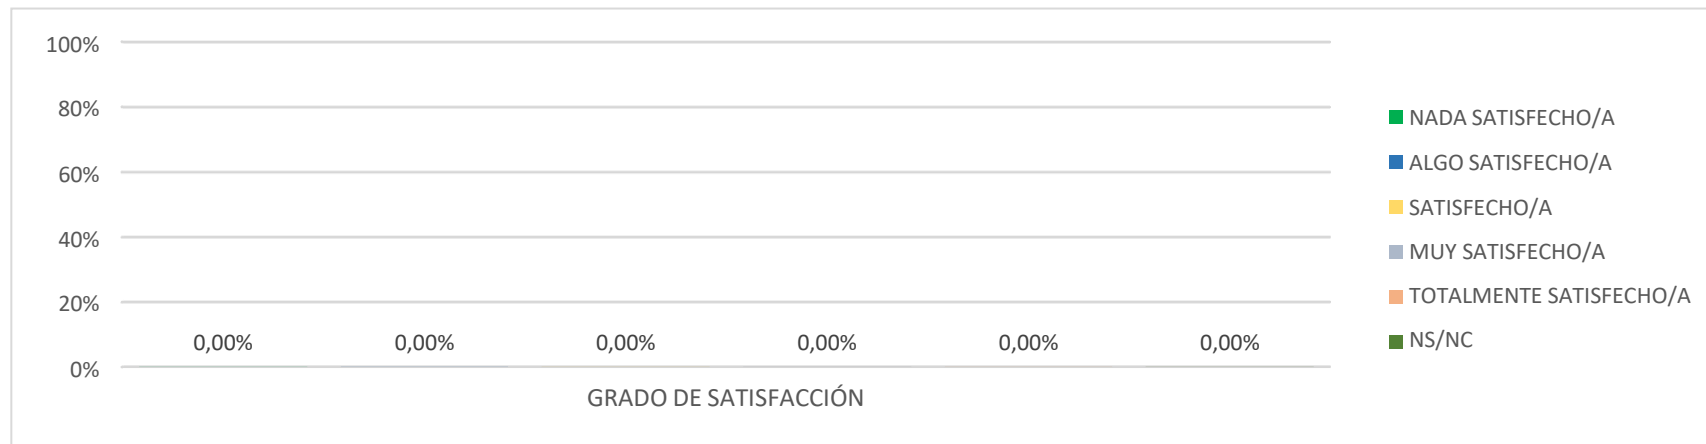 100%
80%
60%
40%
20%
0%
0,00% 0,00% 0,00% 0,00% 0,00% 0,00%
GRADO DE SATISFACCIÓN
NADA SATISFECHO/A
ALGO SATISFECHO/A
SATISFECHO/A
MUY SATISFECHO/A
TOTALMENTE SATISFECHO/A
NS/NC